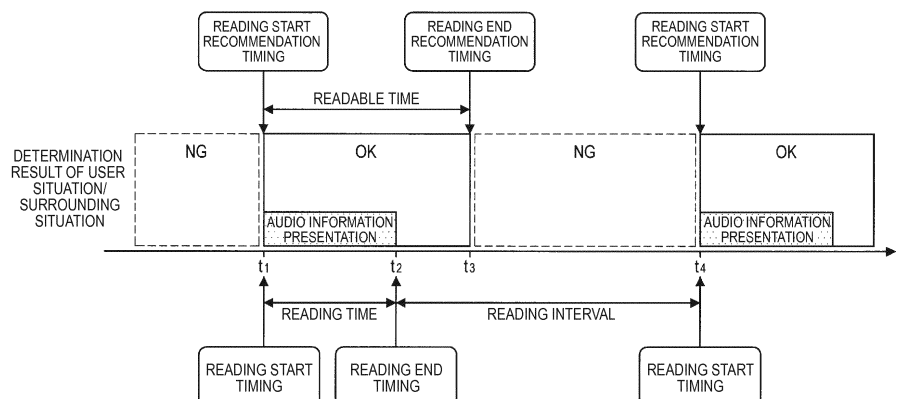 READING START
RECOMMENDATION
TIMING
READING END
RECOMMENDATION
TIMING
READING START
RECOMMENDATION
TIMING
READABLE TIME
DETERMINATION
RESULT OF USER
SITUATION/
SURROUNDING
SITUATION
NG
OK
NG
OK
AUDIO INFORMATION
PRESENTATION
AUDIO INFORMATION
PRESENTATION
t1
t2
t3
t4
READING TIME
READING INTERVAL
READING START
TIMING
READING END
TIMING
READING START
TIMING